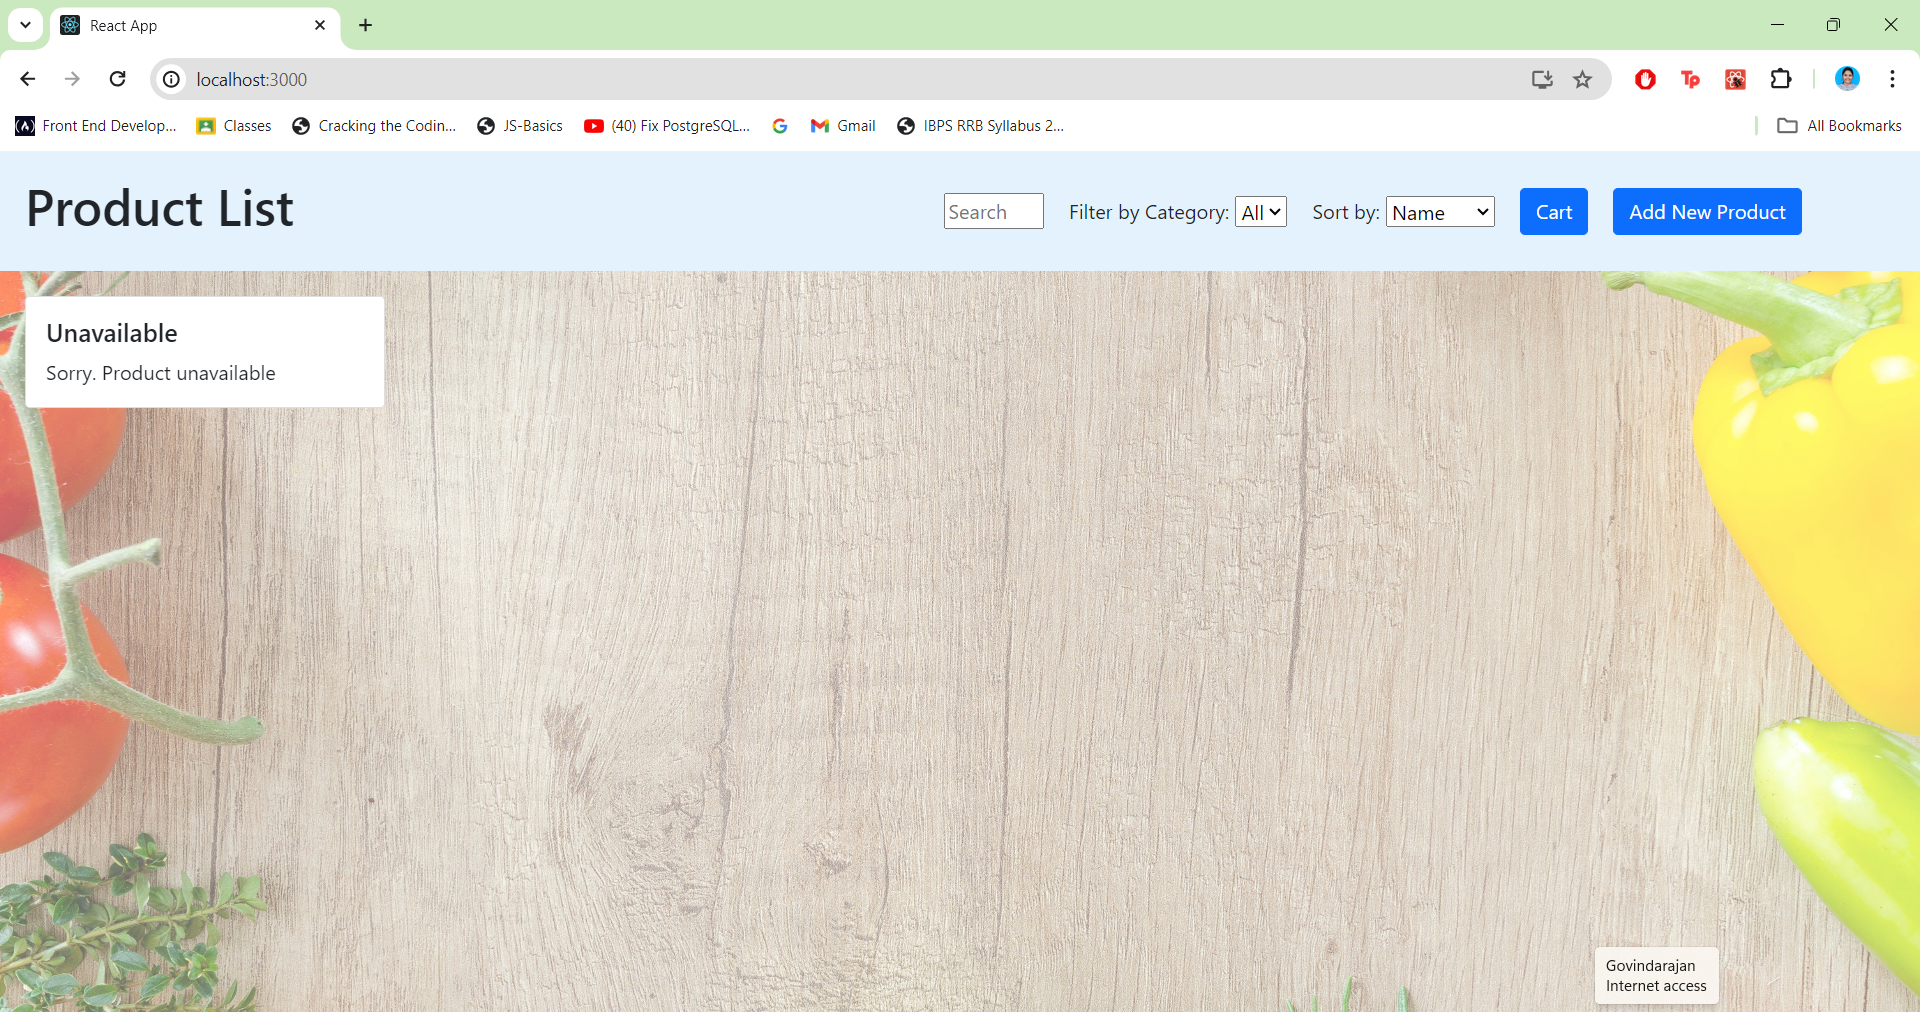 React App
localhost:3000
Front End Develop...
Classes
Cracking the Codin...
JS-Basics
(40) Fix PostgreSQL...
Gmail
IBPS RRB Syllabus 2...
All Bookmarks
Product List
Search
Filter by Category:
All
Sort by:
Name
Cart
Add New Product
Unavailable
Sorry. Product unavailable
Govindarajan
Internet access